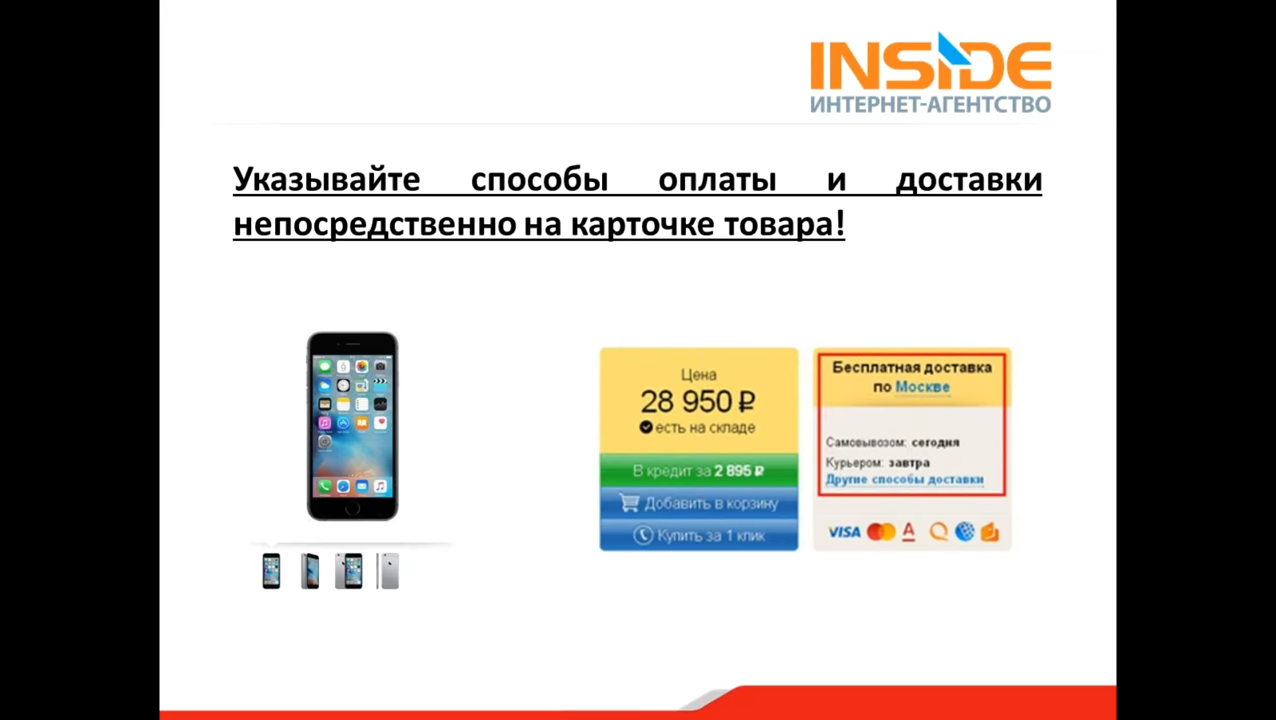 INSIDE
ИНТЕРНЕТ-АГЕНТСТВО
Указывайте способы оплаты и доставки
непосредственно на карточке товара!
Цена
28 950 ₽
есть на складе
В кредит за 2 895 ₽
Добавить в корзину
Купить за 1 клик
Бесплатная доставка
по Москве
Самовывозом: сегодня
Курьером: завтра
Другие способы доставки
VISA A